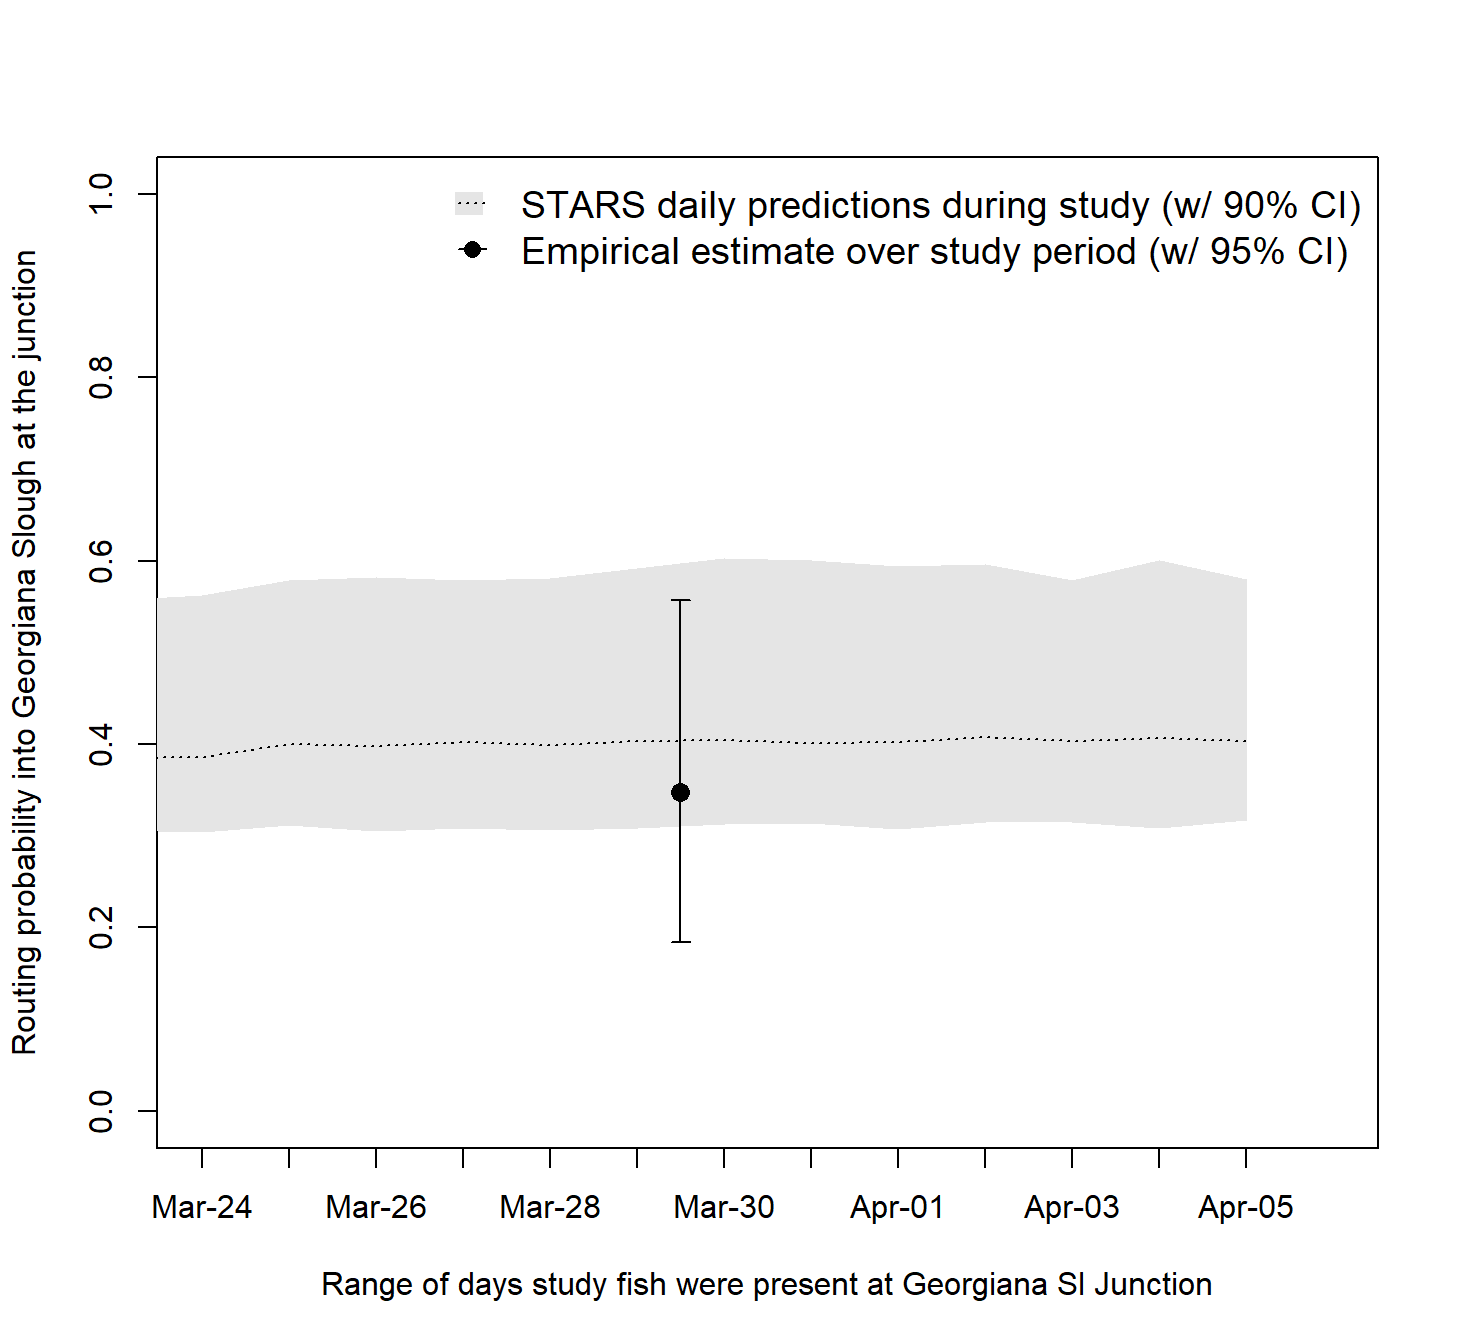 STARS daily predictions during study (w/ 90% CI)
Empirical estimate over study period (w/ 95% CI)
Routing probability into Georgiana Slough at the junction
1.0
0.8
0.6
0.4
0.2
0.0
Mar-24 Mar-26 Mar-28 Mar-30 Apr-01 Apr-03 Apr-05
Range of days study fish were present at Georgiana Sl Junction